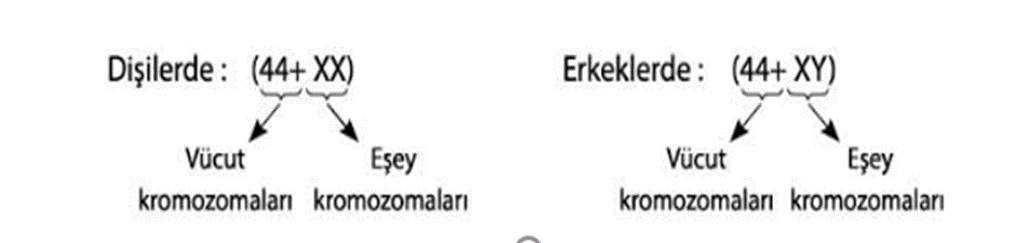 Dişilerde : (44+ XX)
Vücut kromozomaları
Eşey kromozomaları
Erkeklerde : (44+ XY)
Vücut kromozomaları
Eşey kromozomaları